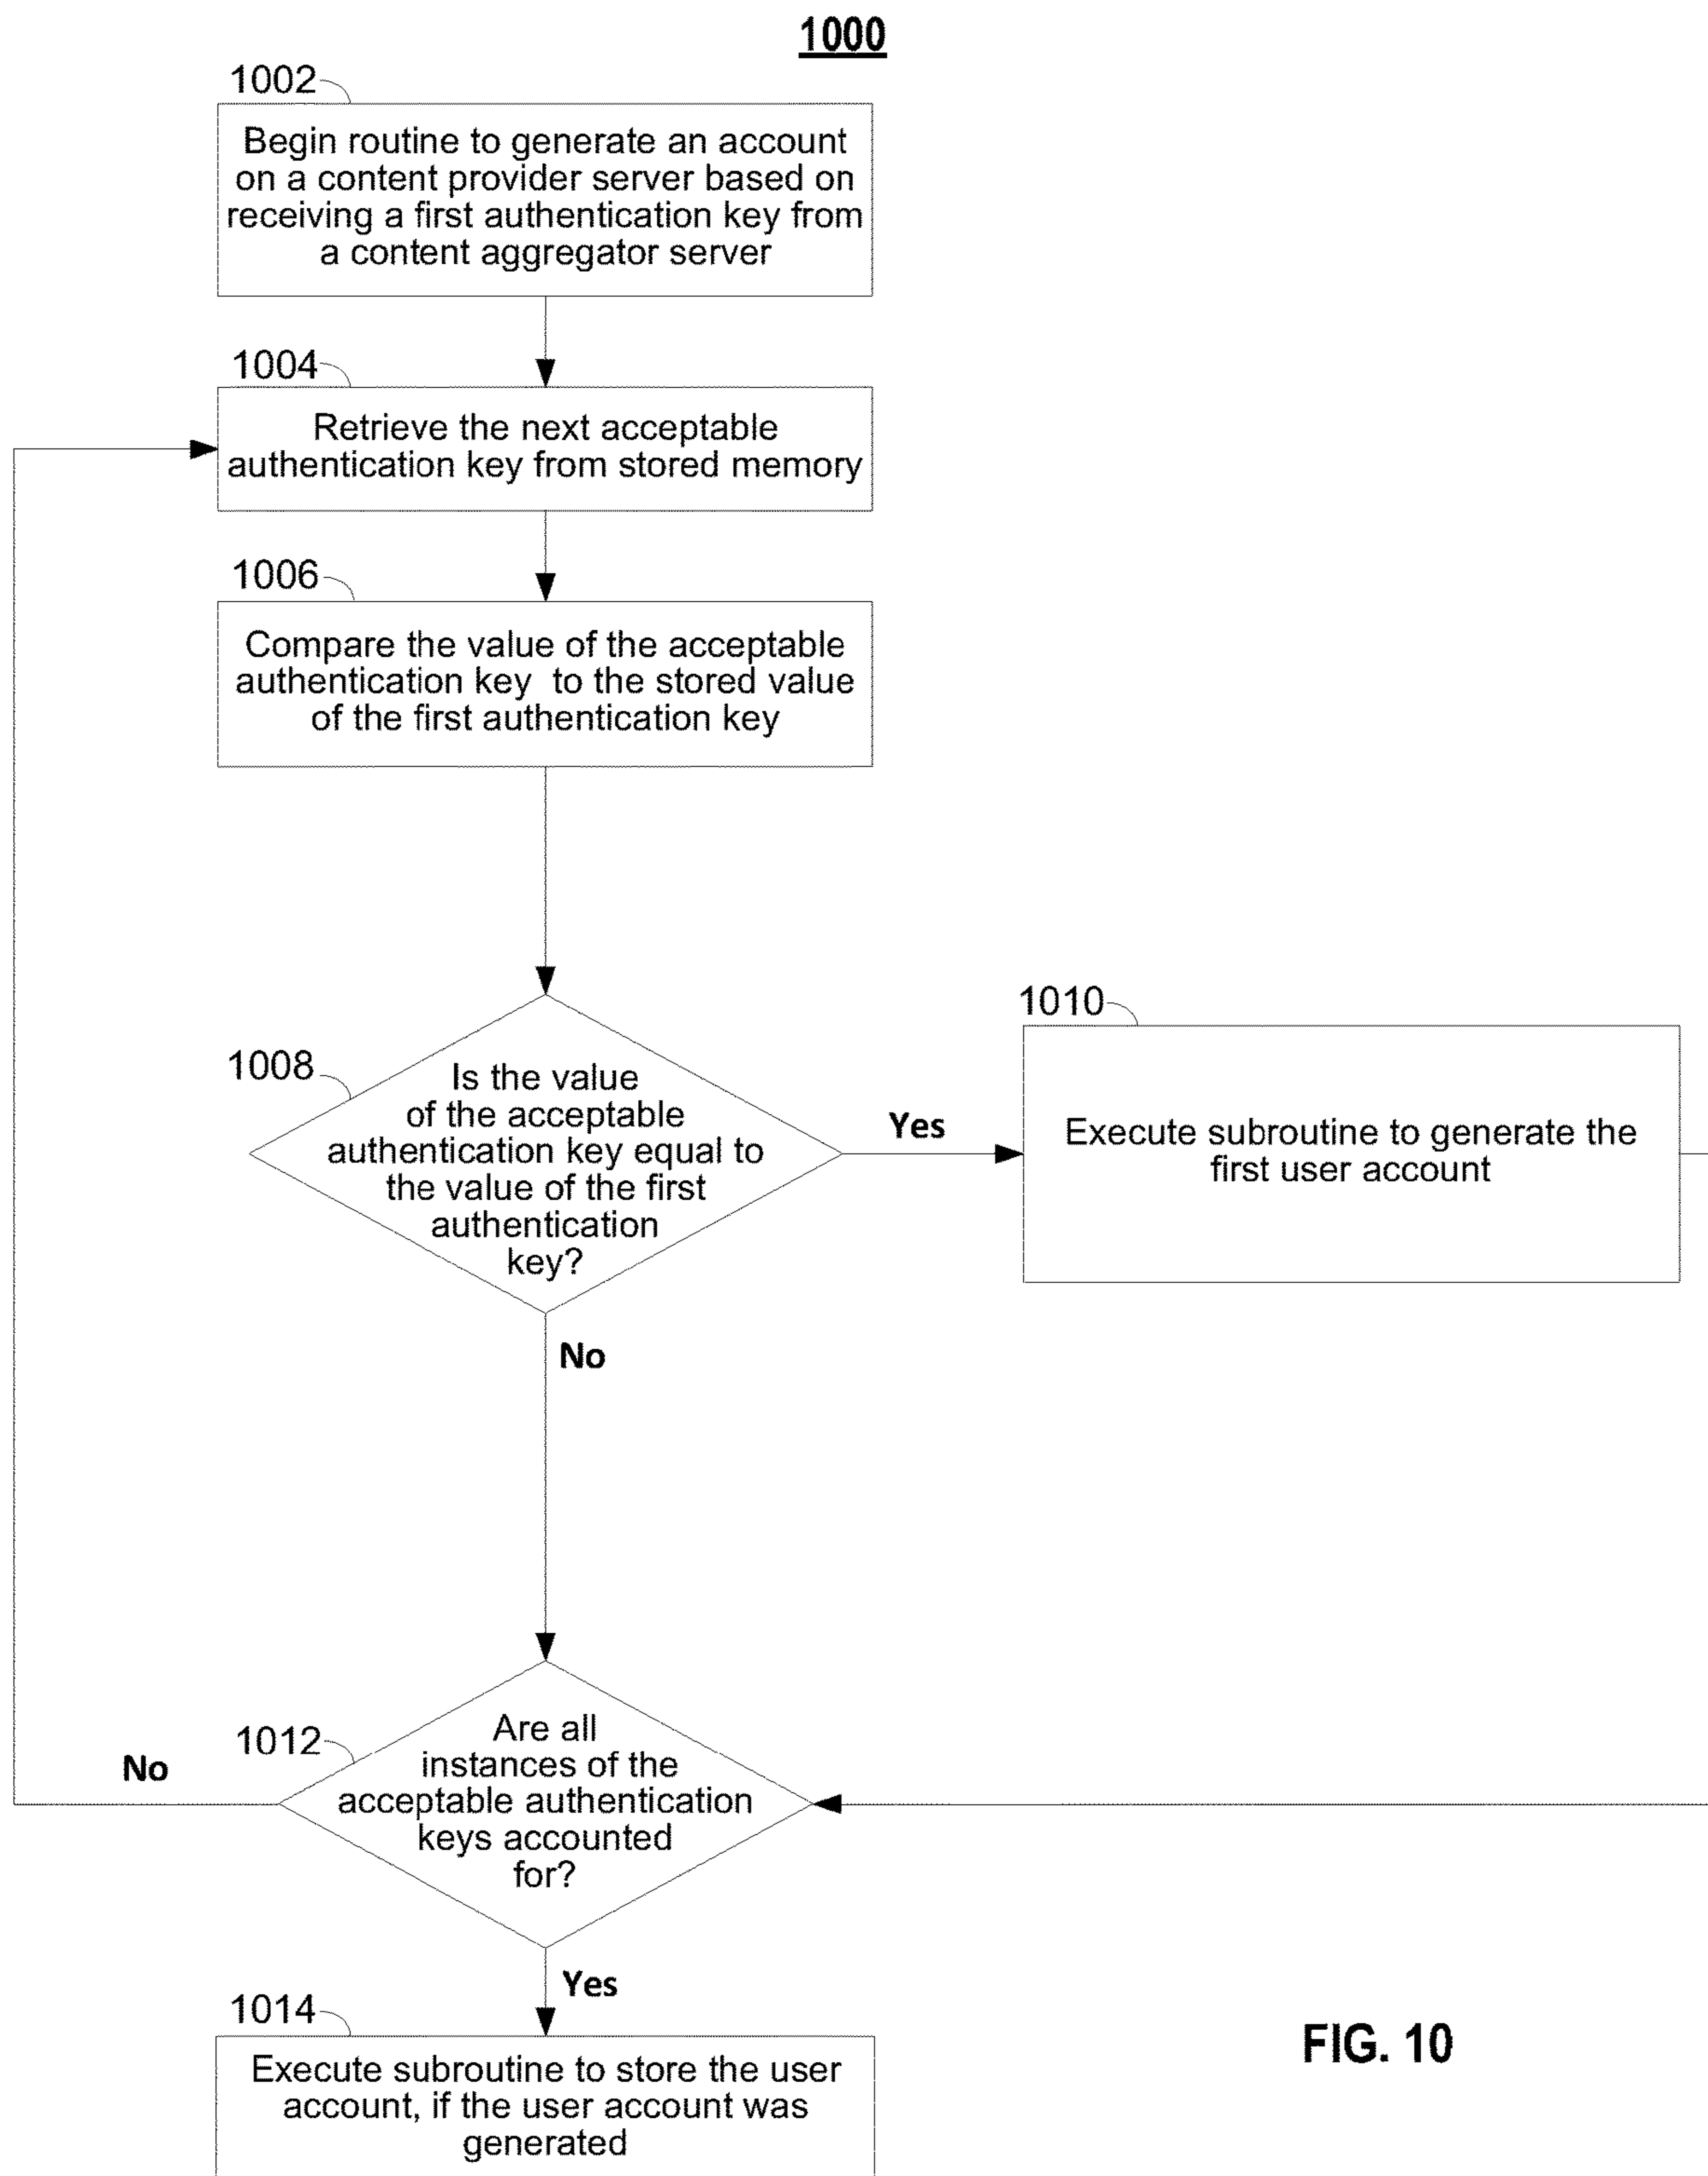 1000
1002
Begin routine to generate an account
on a content provider server based on
receiving a first authentication key from
a content aggregator server
1004
Retrieve the next acceptable
authentication key from stored memory
1006
Compare the value of the acceptable
authentication key to the stored value
of the first authentication key
1008
Is the value
of the acceptable
authentication key equal to
the value of the first
authentication
key?
Yes
1010
Execute subroutine to generate the
first user account
No
1012
Are all
instances of the
acceptable authentication
keys accounted
for?
No
Yes
1014
Execute subroutine to store the user
account, if the user account was
generated
FIG. 10